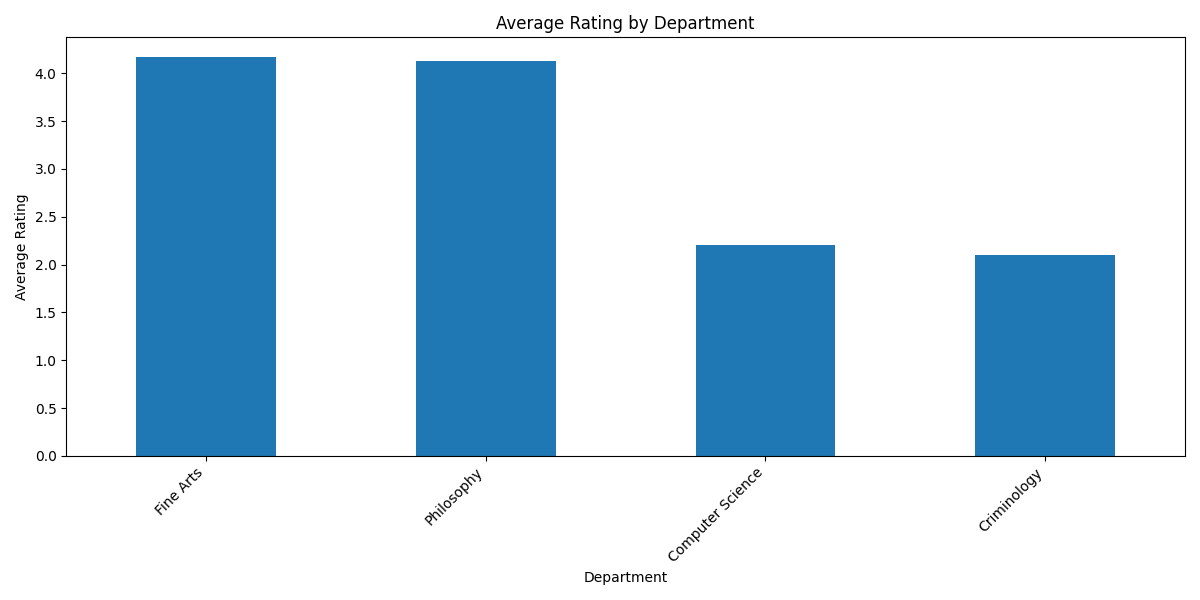 Average Rating by Department
Average Rating
4.0
3.5
3.0
2.5
2.0
1.5
1.0
0.5
0.0
Fine Arts
Philosophy
Computer Science
Criminology
Department